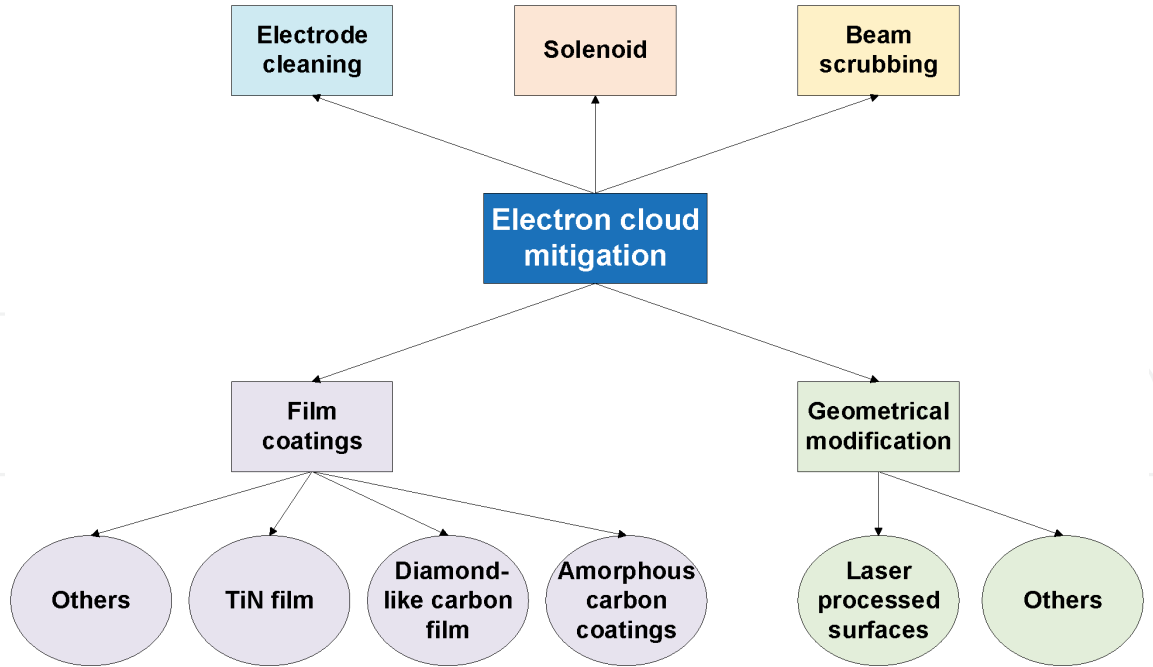 Electrode
cleaning
Solenoid
Beam
scrubbing
Electron cloud
mitigation
Film
coatings
Geometrical
modification
Others
TiN film
Diamond-
like carbon
film
Amorphous
carbon
coatings
Laser
processed
surfaces
Others